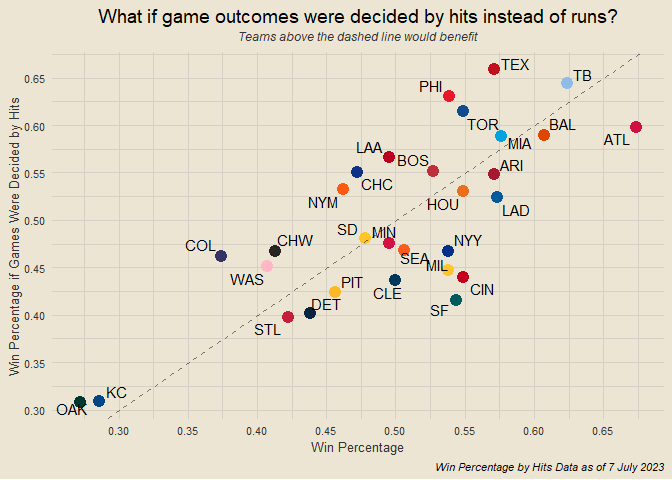 What if game outcomes were decided by hits instead of runs?
Teams above the dashed line would benefit
Win Percentage if Games Were Decided by Hits
0.65
0.60
0.55
0.50
0.45
0.40
0.35
0.30
TEX
TB
PHI
TOR
MIA
BAL
ATL
LAA
BOS
ARI
CHC
NYM
HOU
LAD
SD
MIN
NYY
COL
CHW
SEA
MIL
WAS
PIT
CLE
CIN
DET
SF
STL
KC
OAK
0.30
0.35
0.40
0.45
0.50
0.55
0.60
0.65
Win Percentage
Win Percentage by Hits Data as of 7 July 2023